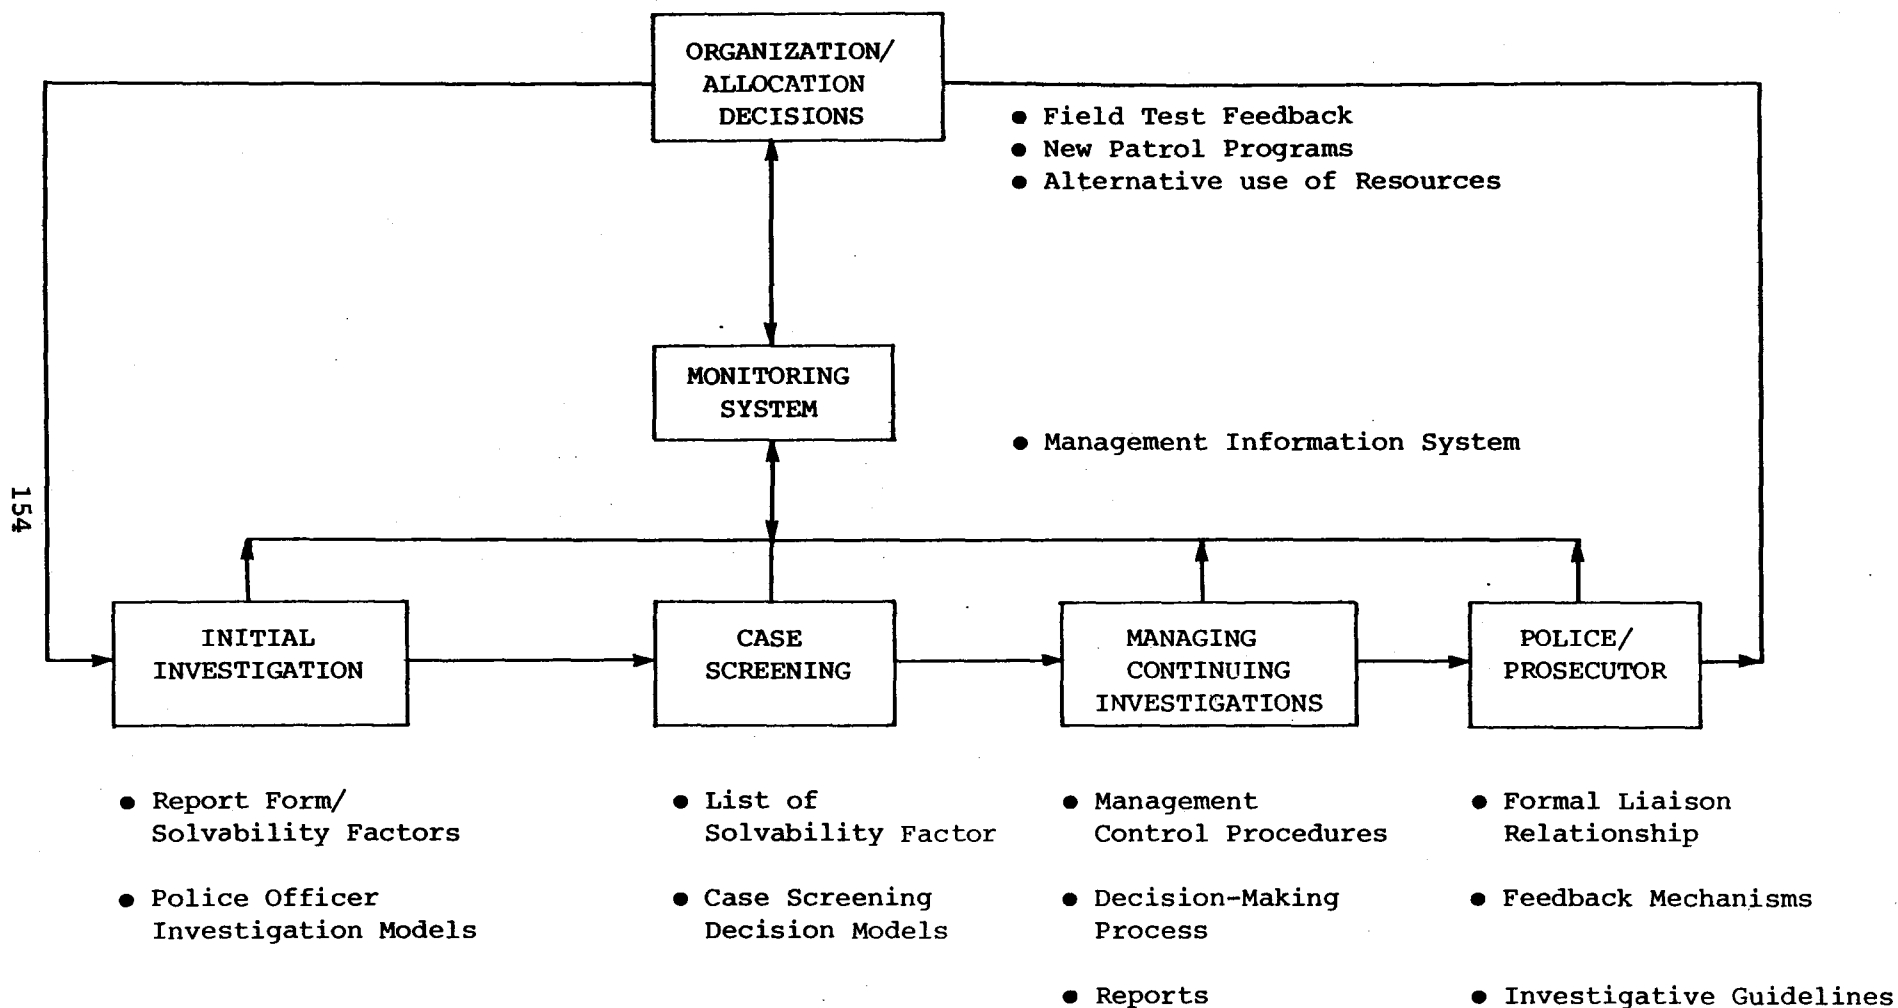 ORGANIZATION/
ALLOCATION
DECISIONS
● Field Test Feedback
● New Patrol Programs
● Alternative use of Resources
MONITORING
SYSTEM
● Management Information System
154
INITIAL
INVESTIGATION
CASE
SCREENING
MANAGING
CONTINUING
INVESTIGATIONS
POLICE/
PROSECUTOR
● Report Form/
Solvability Factors
● Police Officer
Investigation Models
● List of
Solvability Factor
● Case Screening
Decision Models
● Management
Control Procedures
● Decision-Making
Process
● Reports
● Formal Liaison
Relationship
● Feedback Mechanisms
● Investigative Guidelines